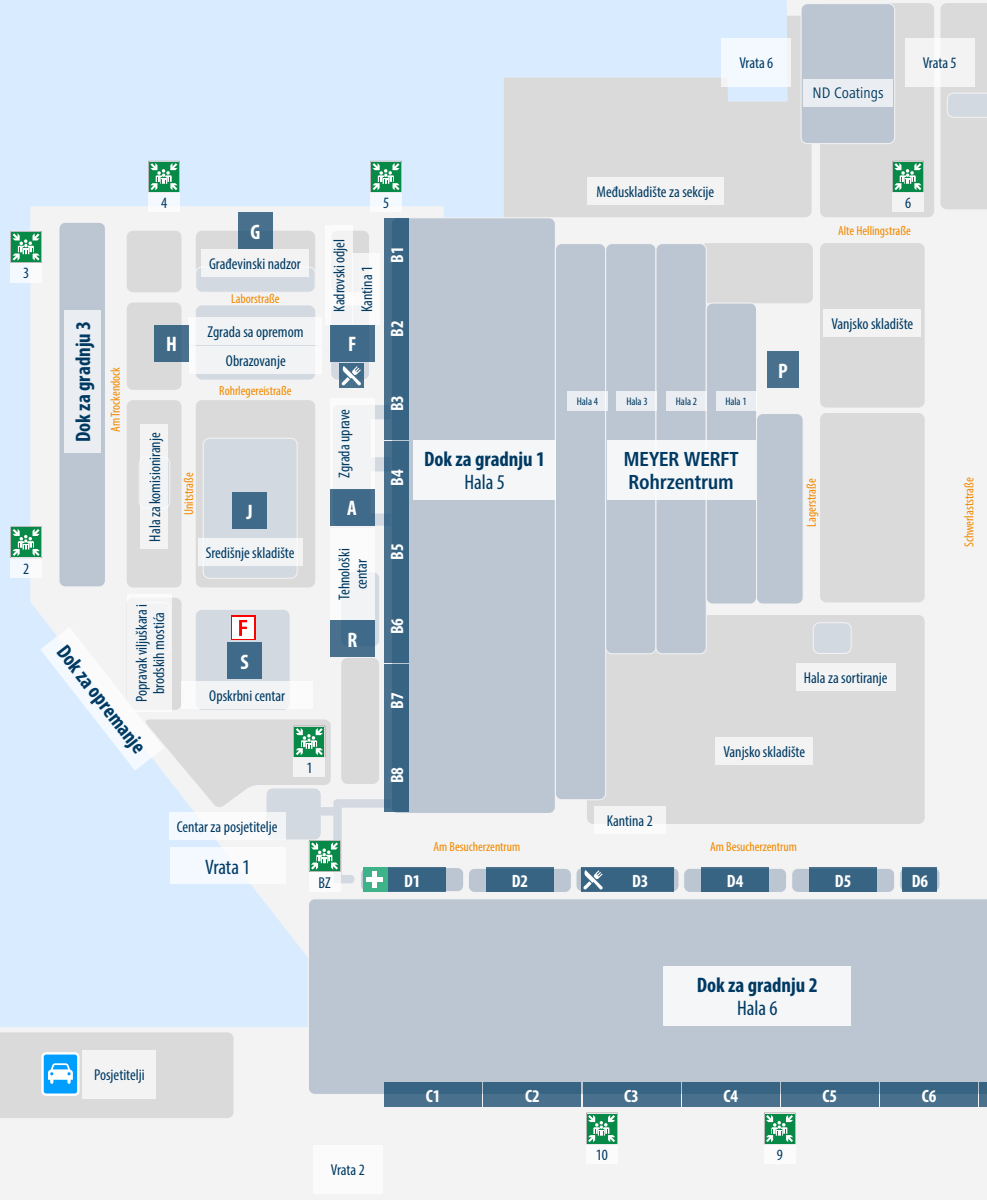 Vrata 6
Vrata 5
ND Coatings
Međuskladište za sekcije
4
5
6
3
G
Građevinski nadzor
Kadrovski odjel
Kantina 1
B1
Alte Hellingstraße
Laborstraße
Dok za gradnju 3
H
Zgrada sa opremom
Obrazovanje
F
B2
Vanjsko skladište
P
Am Trockendock
Rohrlegereistraße
B3
Hala 4
Hala 3
Hala 2
Hala 1
Hala za komisioniranje
Unitstraße
Zgrada uprave
B4
Dok za gradnju 1
Hala 5
MEYER WERFT
Rohrzentrum
Lagerstraße
Schwerlaststraße
J
Središnje skladište
A
2
Tehnološki
centar
B5
Popravak viljuškara i
brodskih mostića
F
S
Opskrbni centar
R
B6
Dok za opremanje
B7
Hala za sortiranje
1
B8
Vanjsko skladište
Centar za posjetitelje
Kantina 2
Vrata 1
BZ
Am Besucherzentrum
Am Besucherzentrum
D1
D2
D3
D4
D5
D6
Dok za gradnju 2
Hala 6
Posjetitelji
C1
C2
C3
C4
C5
C6
10
9
Vrata 2